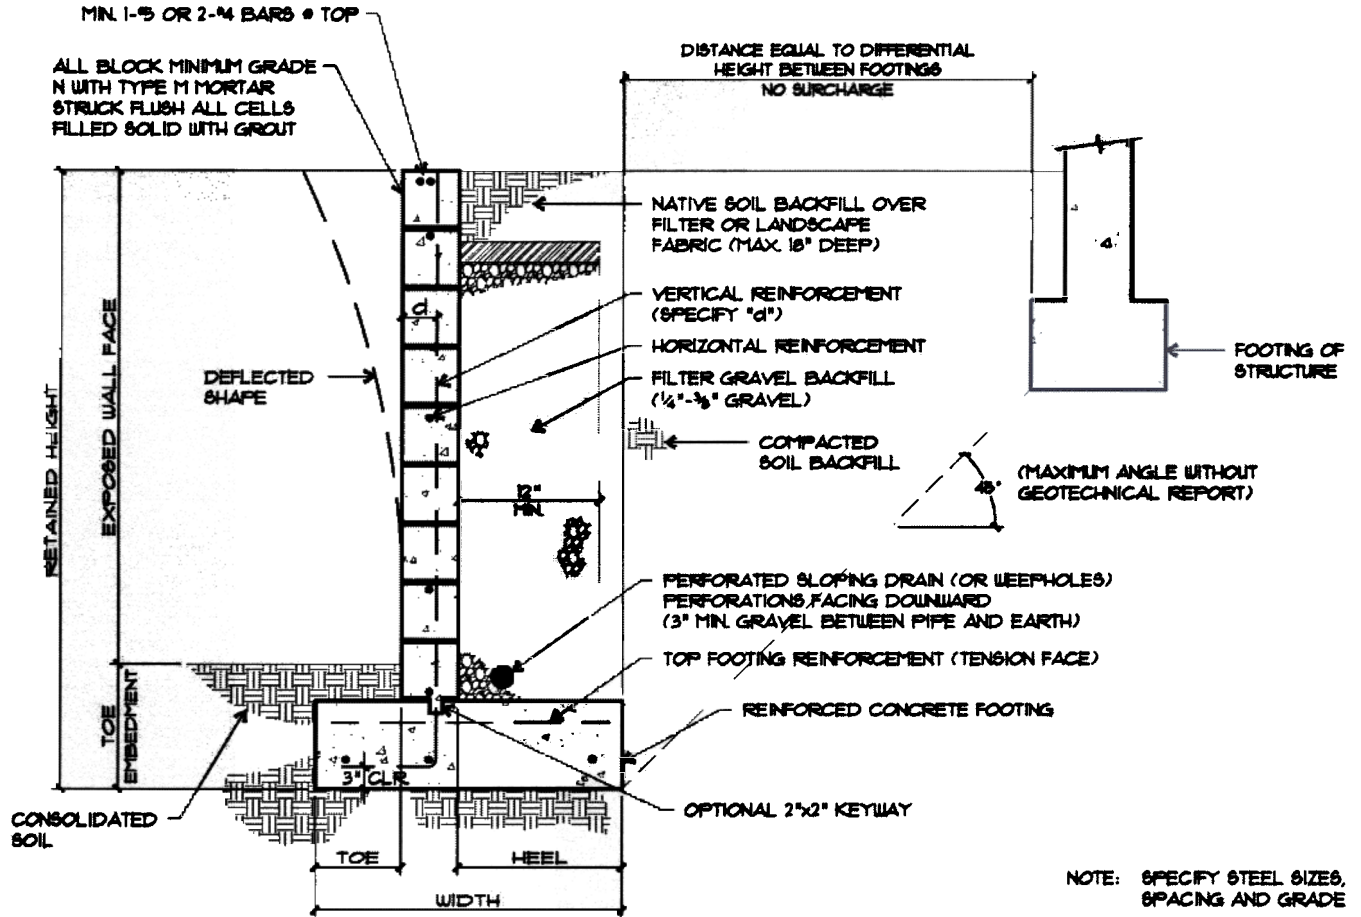 MIN. 1-#5 OR 2-#4 BARS @ TOP
ALL BLOCK MINIMUM GRADE
N WITH TYPE M MORTAR
STRUCK FLUSH ALL CELLS
FILLED SOLID WITH GROUT
DISTANCE EQUAL TO DIFFERENTIAL
HEIGHT BETWEEN FOOTINGS
NO SURCHARGE
NATIVE SOIL BACKFILL OVER
FILTER OR LANDSCAPE
FABRIC (MAX. 18" DEEP)
VERTICAL REINFORCEMENT
(SPECIFY "d")
d
HORIZONTAL REINFORCEMENT
FILTER GRAVEL BACKFILL
(1/4"-3/8" GRAVEL)
FOOTING OF
STRUCTURE
DEFLECTED
SHAPE
RETAINED HEIGHT
EXPOSED WALL FACE
COMPACTED
SOIL BACKFILL
45°
(MAXIMUM ANGLE WITHOUT
GEOTECHNICAL REPORT)
12"
MIN.
PERFORATED SLOPING DRAIN (OR WEEPHOLES)
PERFORATIONS FACING DOWNWARD
(3" MIN. GRAVEL BETWEEN PIPE AND EARTH)
TOP FOOTING REINFORCEMENT (TENSION FACE)
REINFORCED CONCRETE FOOTING
TOE
EMBEDMENT
3" CLR.
OPTIONAL 2"x2" KEYWAY
CONSOLIDATED
SOIL
TOE
HEEL
WIDTH
NOTE: SPECIFY STEEL SIZES,
SPACING AND GRADE